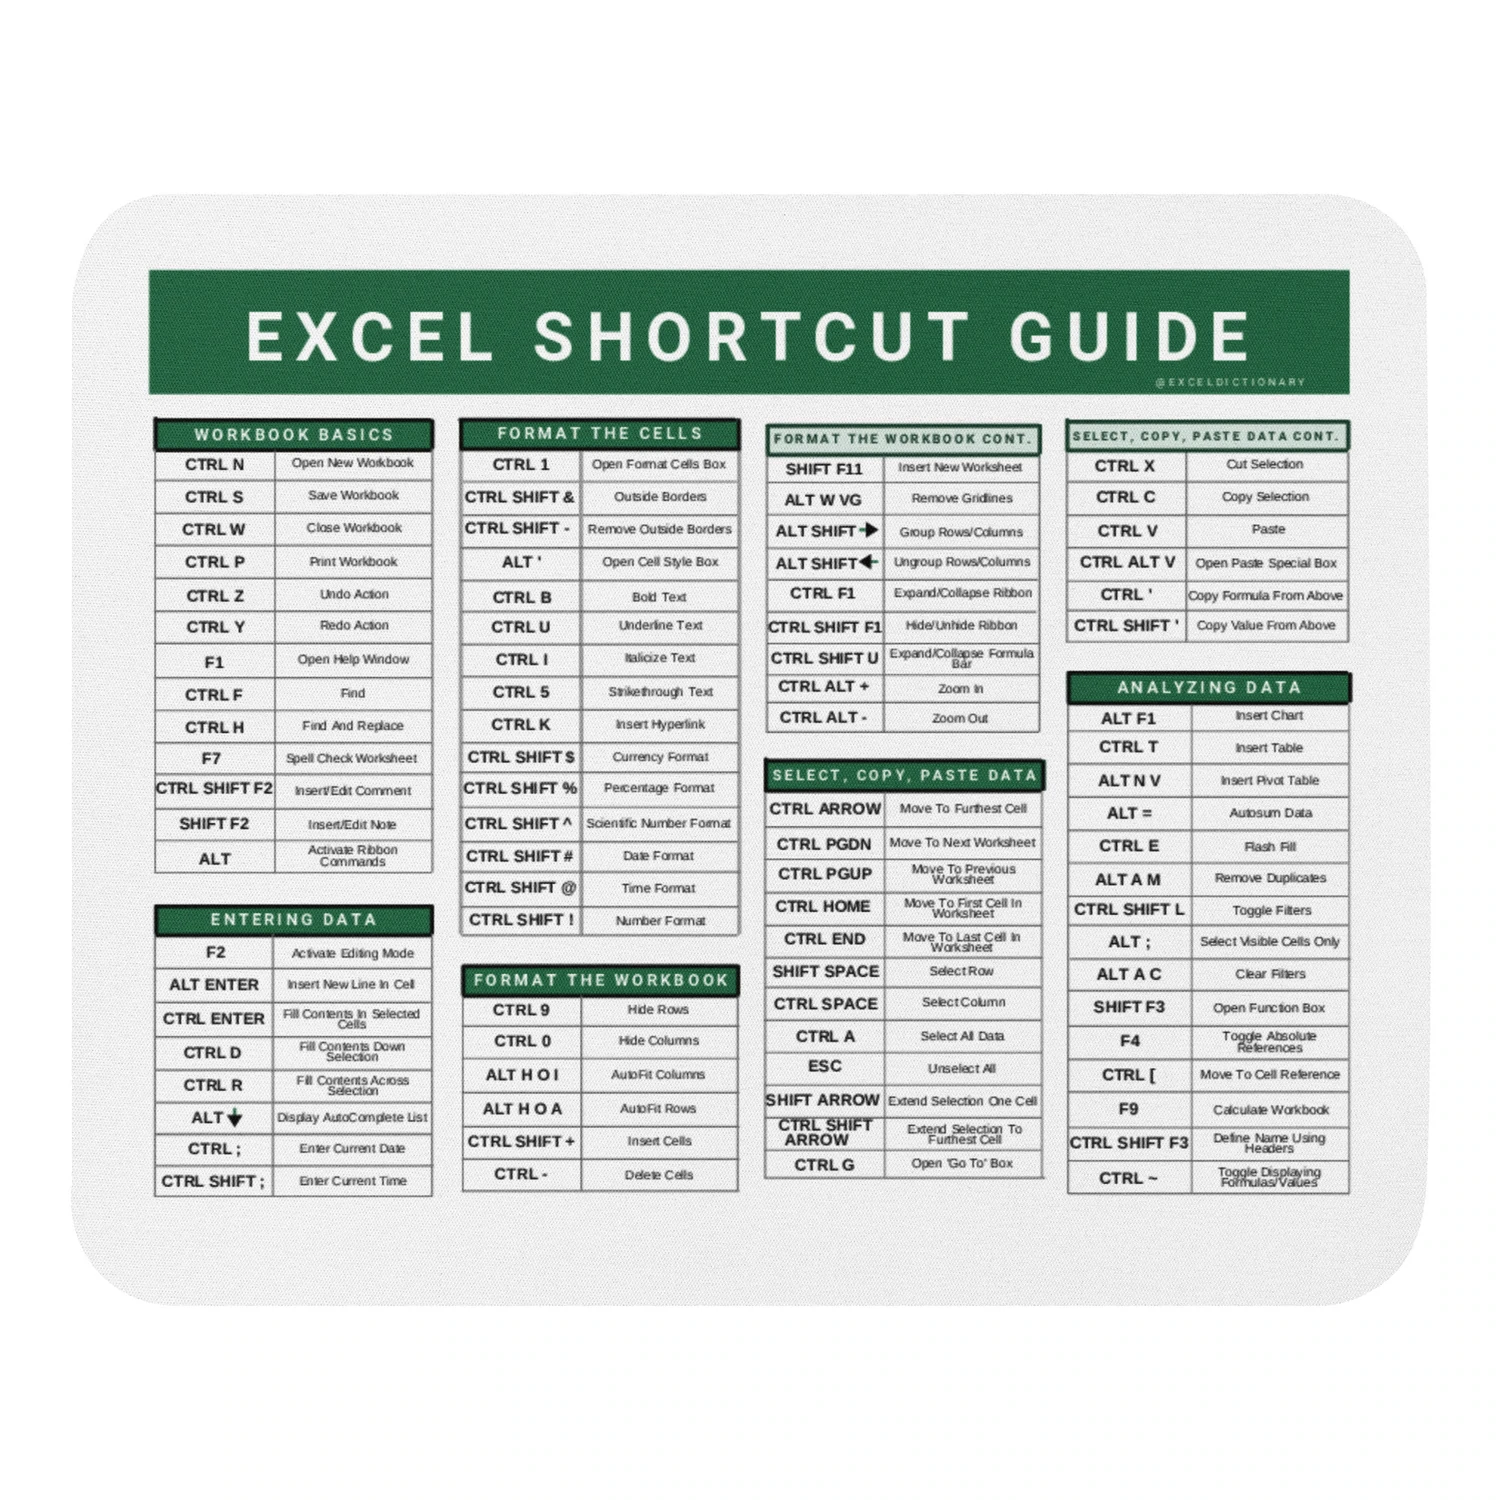 EXCEL SHORTCUT GUIDE
@EXCELDICTIONARY
WORKBOOK BASICS
CTRL N Open New Workbook
CTRL S Save Workbook
CTRL W Close Workbook
CTRL P Print Workbook
CTRL Z Undo Action
CTRL Y Redo Action
F1 Open Help Window
CTRL F Find
CTRL H Find And Replace
F7 Spell Check Worksheet
CTRL SHIFT F2 Insert/Edit Comment
SHIFT F2 Insert/Edit Note
ALT Activate Ribbon
Commands
ENTERING DATA
F2 Activate Editing Mode
ALT ENTER Insert New Line In Cell
CTRL ENTER Fill Contents In Selected
Cells
CTRL D Fill Contents Down
Selection
CTRL R Fill Contents Across
Selection
ALT Display AutoComplete List
CTRL ; Enter Current Date
CTRL SHIFT ; Enter Current Time
FORMAT THE CELLS
CTRL 1 Open Format Cells Box
CTRL SHIFT & Outside Borders
CTRL SHIFT - Remove Outside Borders
ALT ' Open Cell Style Box
CTRL B Bold Text
CTRL U Underline Text
CTRL I Italicize Text
CTRL 5 Strikethrough Text
CTRL K Insert Hyperlink
CTRL SHIFT $ Currency Format
CTRL SHIFT % Percentage Format
CTRL SHIFT ^ Scientific Number Format
CTRL SHIFT # Date Format
CTRL SHIFT @ Time Format
CTRL SHIFT ! Number Format
FORMAT THE WORKBOOK
CTRL 9 Hide Rows
CTRL 0 Hide Columns
ALT H O I AutoFit Columns
ALT H O A AutoFit Rows
CTRL SHIFT + Insert Cells
CTRL - Delete Cells
FORMAT THE WORKBOOK CONT.
SHIFT F11 Insert New Worksheet
ALT W VG Remove Gridlines
ALT SHIFT → Group Rows/Columns
ALT SHIFT ← Ungroup Rows/Columns
CTRL F1 Expand/Collapse Ribbon
CTRL SHIFT F1 Hide/Unhide Ribbon
CTRL SHIFT U Expand/Collapse Formula
Bar
CTRL ALT + Zoom In
CTRL ALT - Zoom Out
SELECT, COPY, PASTE DATA
CTRL ARROW Move To Furthest Cell
CTRL PGDN Move To Next Worksheet
CTRL PGUP Move To Previous
Worksheet
CTRL HOME Move To First Cell In
Worksheet
CTRL END Move To Last Cell In
Worksheet
SHIFT SPACE Select Row
CTRL SPACE Select Column
CTRL A Select All Data
ESC Unselect All
SHIFT ARROW Extend Selection One Cell
CTRL SHIFT
ARROW Extend Selection To
Furthest Cell
CTRL G Open 'Go To' Box
SELECT, COPY, PASTE DATA CONT.
CTRL X Cut Selection
CTRL C Copy Selection
CTRL V Paste
CTRL ALT V Open Paste Special Box
CTRL ' Copy Formula From Above
CTRL SHIFT ' Copy Value From Above
ANALYZING DATA
ALT F1 Insert Chart
CTRL T Insert Table
ALT N V Insert Pivot Table
ALT = Autosum Data
CTRL E Flash Fill
ALT A M Remove Duplicates
CTRL SHIFT L Toggle Filters
ALT ; Select Visible Cells Only
ALT A C Clear Filters
SHIFT F3 Open Function Box
F4 Toggle Absolute
References
CTRL [ Move To Cell Reference
F9 Calculate Workbook
CTRL SHIFT F3 Define Name Using
Headers
CTRL ~ Toggle Displaying
Formulas/Values